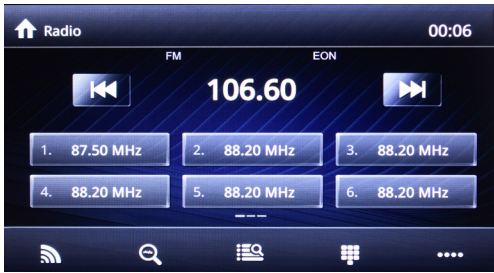 Radio 00:06
FM EON
106.60
1. 87.50 MHz 2. 88.20 MHz 3. 88.20 MHz
4. 88.20 MHz 5. 88.20 MHz 6. 88.20 MHz